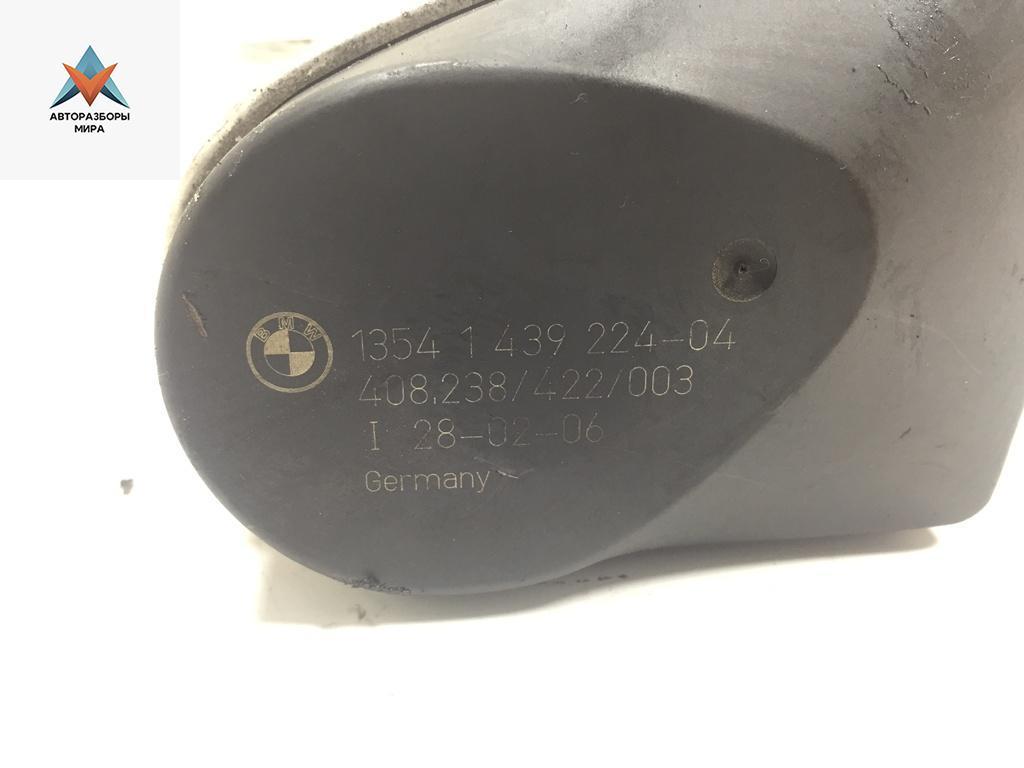 АВТОРАЗБОРЫ
МИРА
BMW
1354 1 439 224-04
408.238/422/003
I 28-02-06
Germany